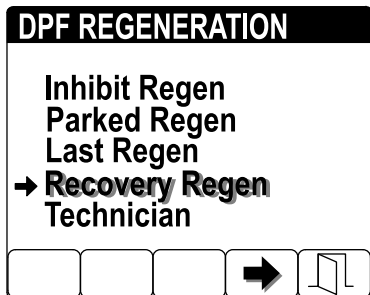 DPF REGENERATION
Inhibit Regen
Parked Regen
Last Regen
Recovery Regen
Technician